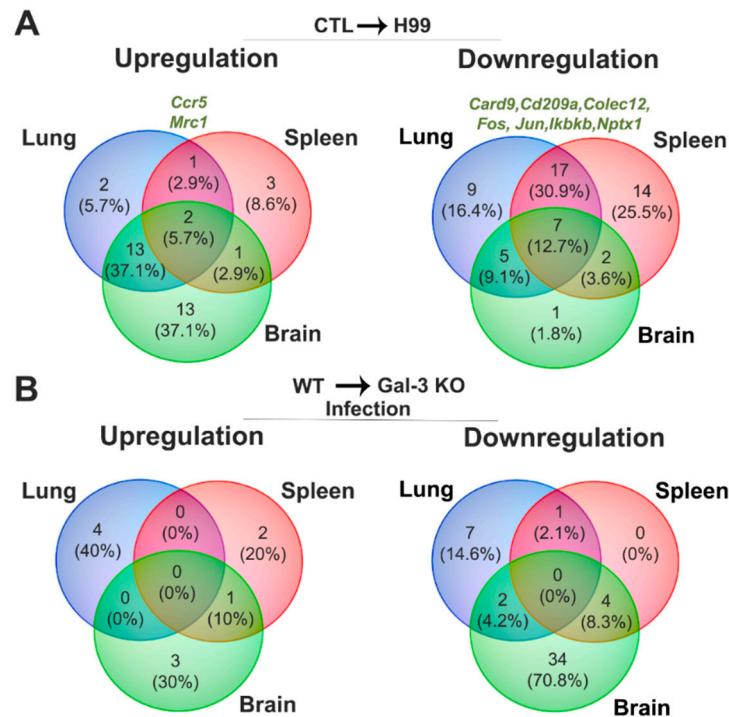 A
CTL → H99
Upregulation
Downregulation
Ccr5
Mrc1
Card9,Cd209a,Colec12,
Fos, Jun,Ikbkb,Nptx1
Lung
Spleen
Lung
Spleen
2
(5.7%)
1
(2.9%)
3
(8.6%)
2
(5.7%)
13
(37.1%)
1
(2.9%)
13
(37.1%)
Brain
9
(16.4%)
17
(30.9%)
14
(25.5%)
7
(12.7%)
5
(9.1%)
2
(3.6%)
1
(1.8%)
Brain
B
WT → Gal-3 KO
Infection
Upregulation
Downregulation
Lung
Spleen
Lung
Spleen
4
(40%)
0
(0%)
2
(20%)
0
(0%)
0
(0%)
1
(10%)
3
(30%)
Brain
7
(14.6%)
1
(2.1%)
0
(0%)
0
(0%)
2
(4.2%)
4
(8.3%)
34
(70.8%)
Brain